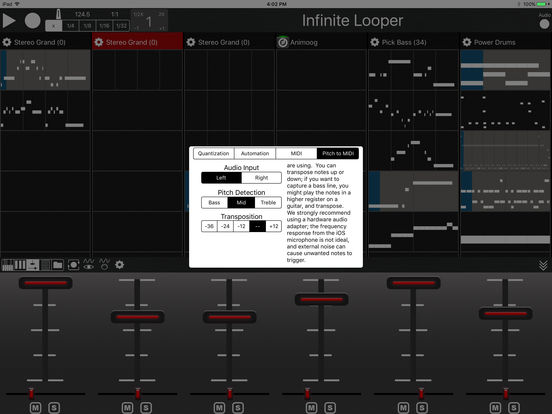 iPad
4:02 PM
100%
124.5
1/1
1/2X
x
1/4
1/8
1/16
1/32
1
-1
+1
Infinite Looper
Audio
Stereo Grand (0)
Stereo Grand (0)
Stereo Grand (0)
Animoog
Pick Bass (34)
Power Drums
Quantization
Automation
MIDI
Pitch to MIDI
Audio Input
Left
Right
Pitch Detection
Bass
Mid
Treble
Transposition
-36
-24
-12
--
+12
are using. You can
transpose notes up or
down; if you want to
capture a bass line, you
might play the notes in a
higher register on a
guitar, and transpose.
We strongly recommend
using a hardware audio
adapter; the frequency
response from the iOS
microphone is not ideal,
and external noise can
cause unwanted notes to
trigger.
M S
M S
M S
M S
M S
M S